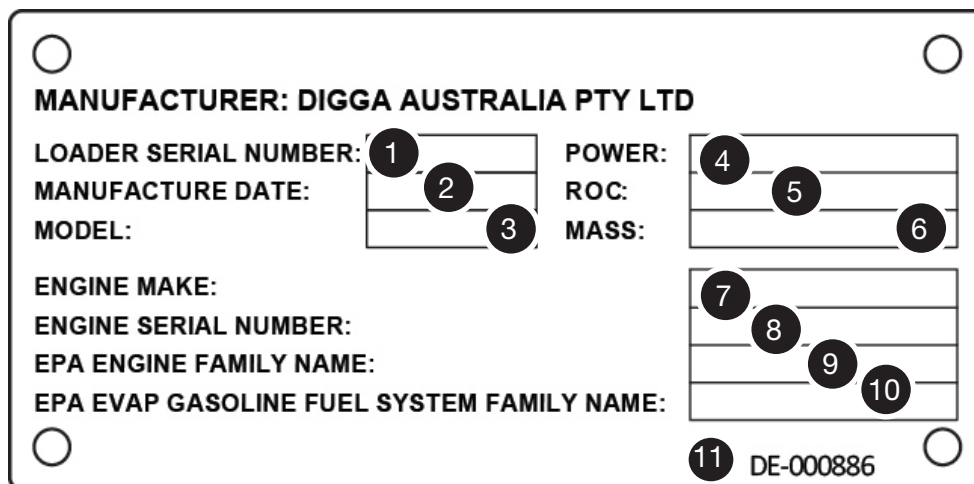 MANUFACTURER: DIGGA AUSTRALIA PTY LTD
LOADER SERIAL NUMBER: 1 POWER: 4
MANUFACTURE DATE: 2 ROC: 5
MODEL: 3 MASS: 6
ENGINE MAKE: 7
ENGINE SERIAL NUMBER: 8
EPA ENGINE FAMILY NAME: 9
EPA EVAP GASOLINE FUEL SYSTEM FAMILY NAME: 10
11 DE-000886